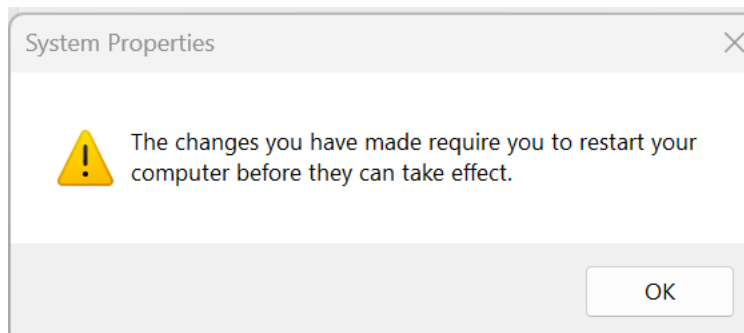 System Properties
The changes you have made require you to restart your
computer before they can take effect.
OK